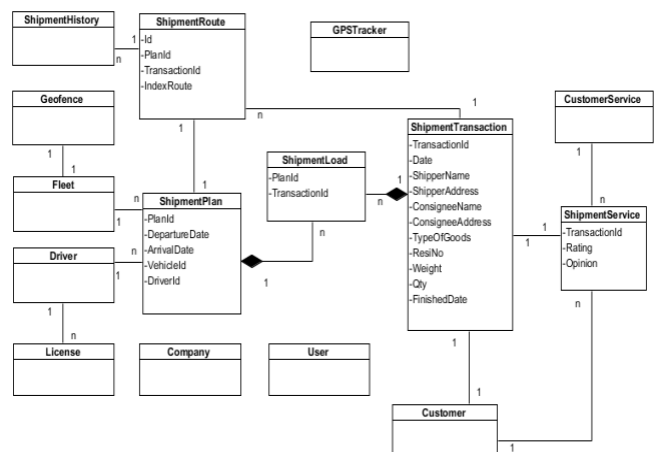 ShipmentHistory
ShipmentRoute
-Id
-PlanId
-TransactionId
-IndexRoute
1
n
GPSTracker
Geofence
1
1
Fleet
n
1
1
1
n
1
ShipmentTransaction
-TransactionId
-Date
-ShipperName
-ShipperAddress
-ConsigneeName
-ConsigneeAddress
-TypeOfGoods
-ResiNo
-Weight
-Qty
-FinishedDate
CustomerService
1
n
ShipmentLoad
-PlanId
-TransactionId
1
n
n
ShipmentPlan
-PlanId
-DepartureDate
-ArrivalDate
-VehicleId
-DriverId
1
ShipmentService
-TransactionId
-Rating
-Opinion
1
1
n
Driver
n
1
1
n
License
Company
User
1
1
Customer
1